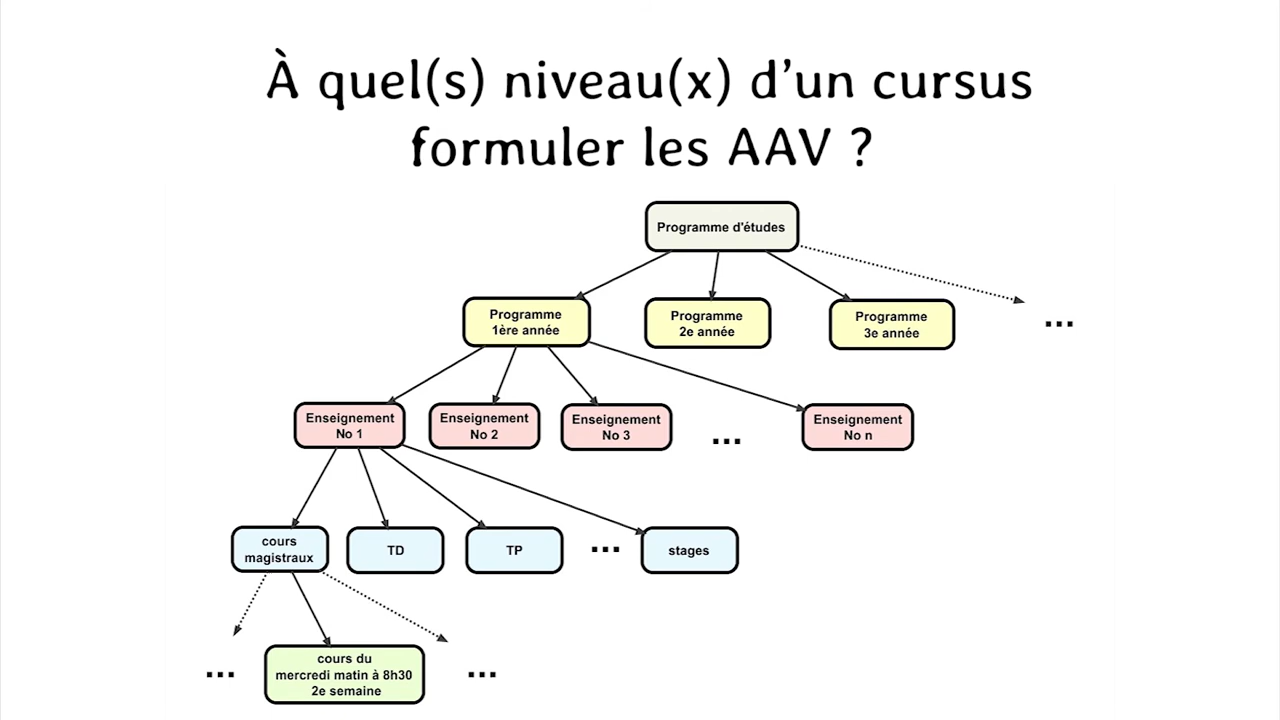 À quel(s) niveau(x) d’un cursus
formuler les AAV ?
Programme d'études
Programme
1ère année
Programme
2e année
Programme
3e année
...
Enseignement
No 1
Enseignement
No 2
Enseignement
No 3
...
Enseignement
No n
cours
magistraux
TD
TP
...
stages
...
cours du
mercredi matin à 8h30
2e semaine
...